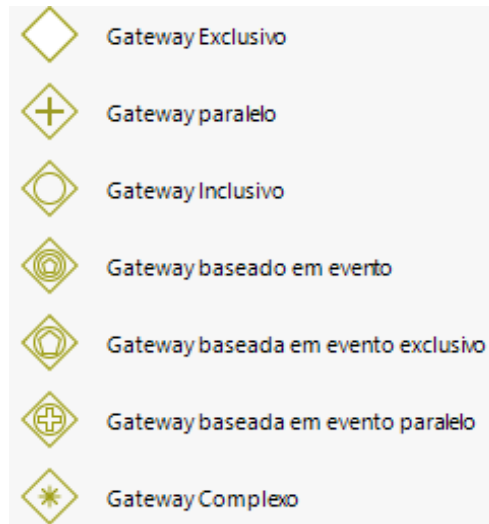 Gateway Exclusivo
Gateway paralelo
Gateway Inclusivo
Gateway baseado em evento
Gateway baseada em evento exclusivo
Gateway baseada em evento paralelo
Gateway Complexo